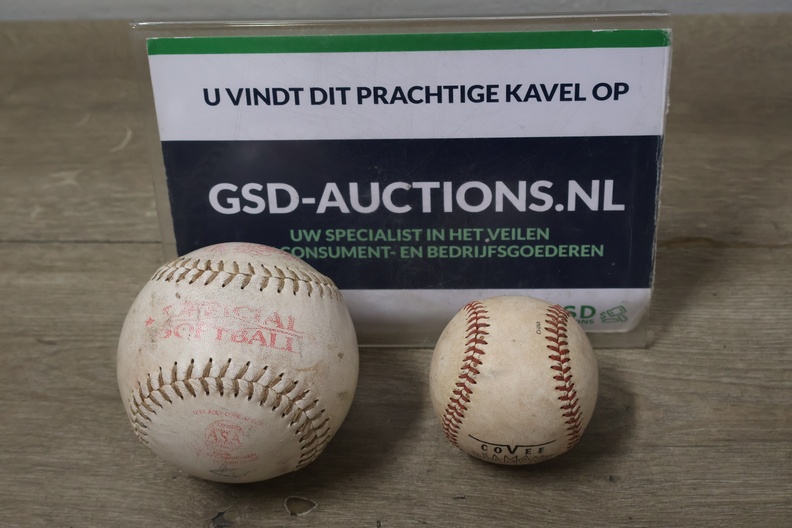 U VINDT DIT PRACHTIGE KAVEL OP
GSD-AUCTIONS.NL
UW SPECIALIST IN HET VEILEN
CONSUMENT- EN BEDRIJFSGOEDEREN
OFFICIAL
SOFTBALL
ASA
COVEE